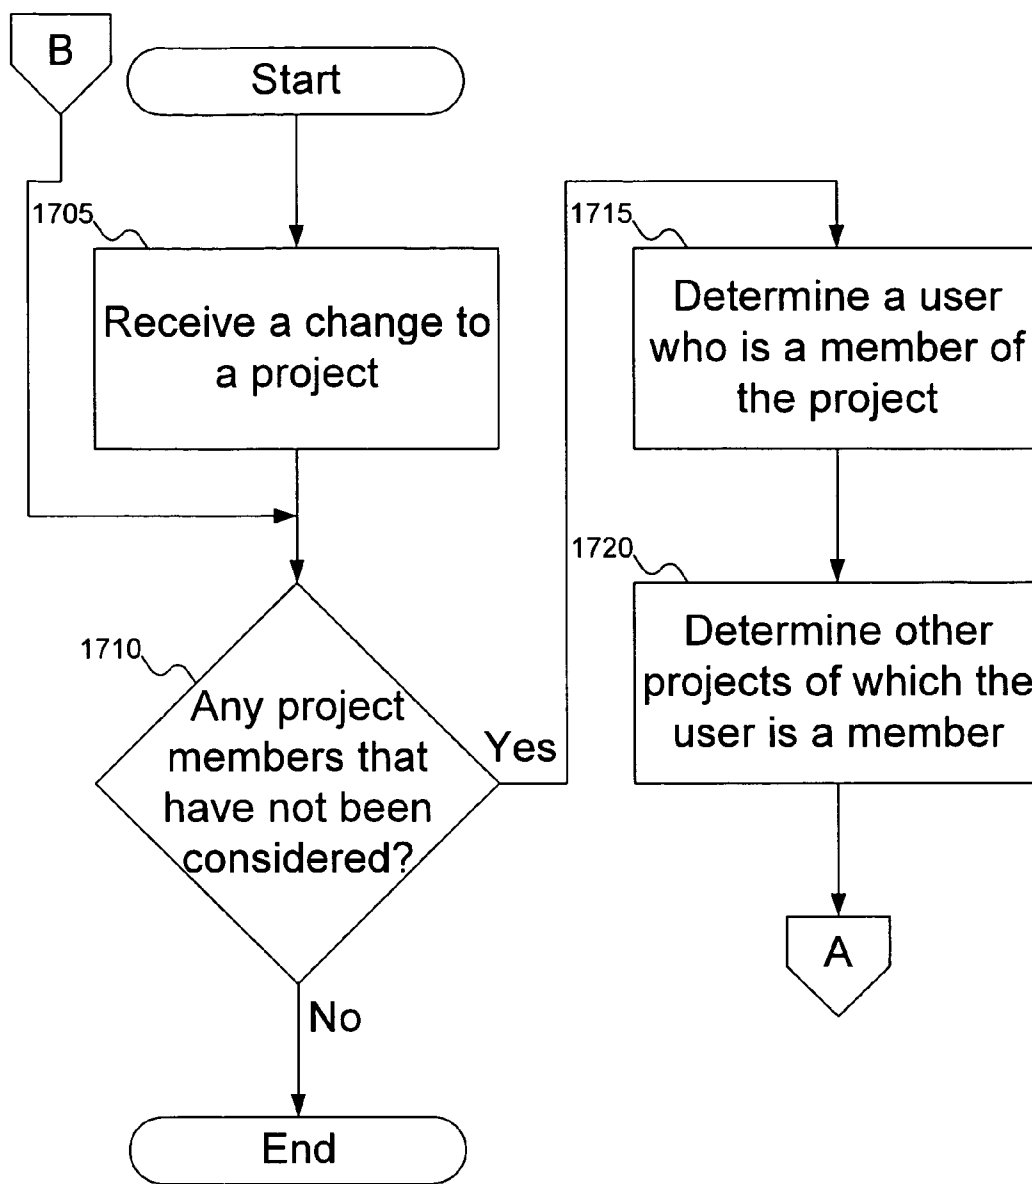 B
Start
1705
Receive a change to
a project
1710
Any project
members that
have not been
considered?
Yes
No
End
1715
Determine a user
who is a member of
the project
1720
Determine other
projects of which the
user is a member
A